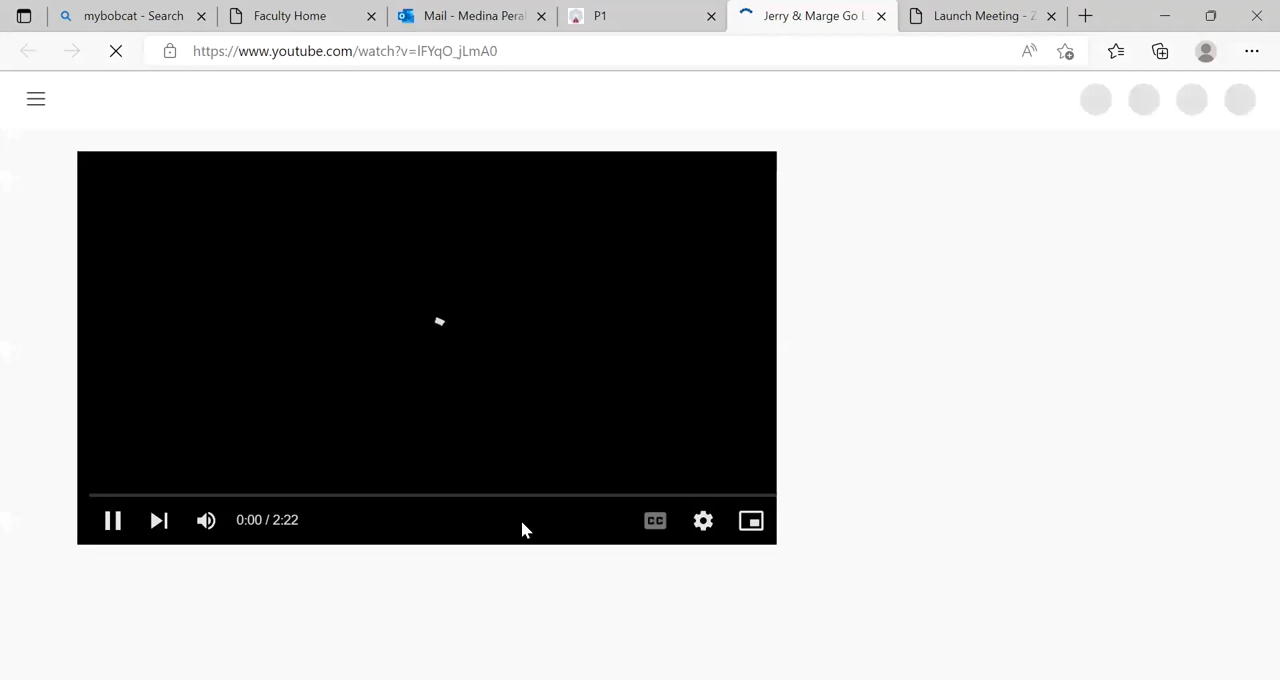 mybobcat - Search
Faculty Home
Mail - Medina Pera
P1
Jerry & Marge Go
Launch Meeting - Z
https://www.youtube.com/watch?v=lFYqO_jLmA0
0:00 / 2:22
CC